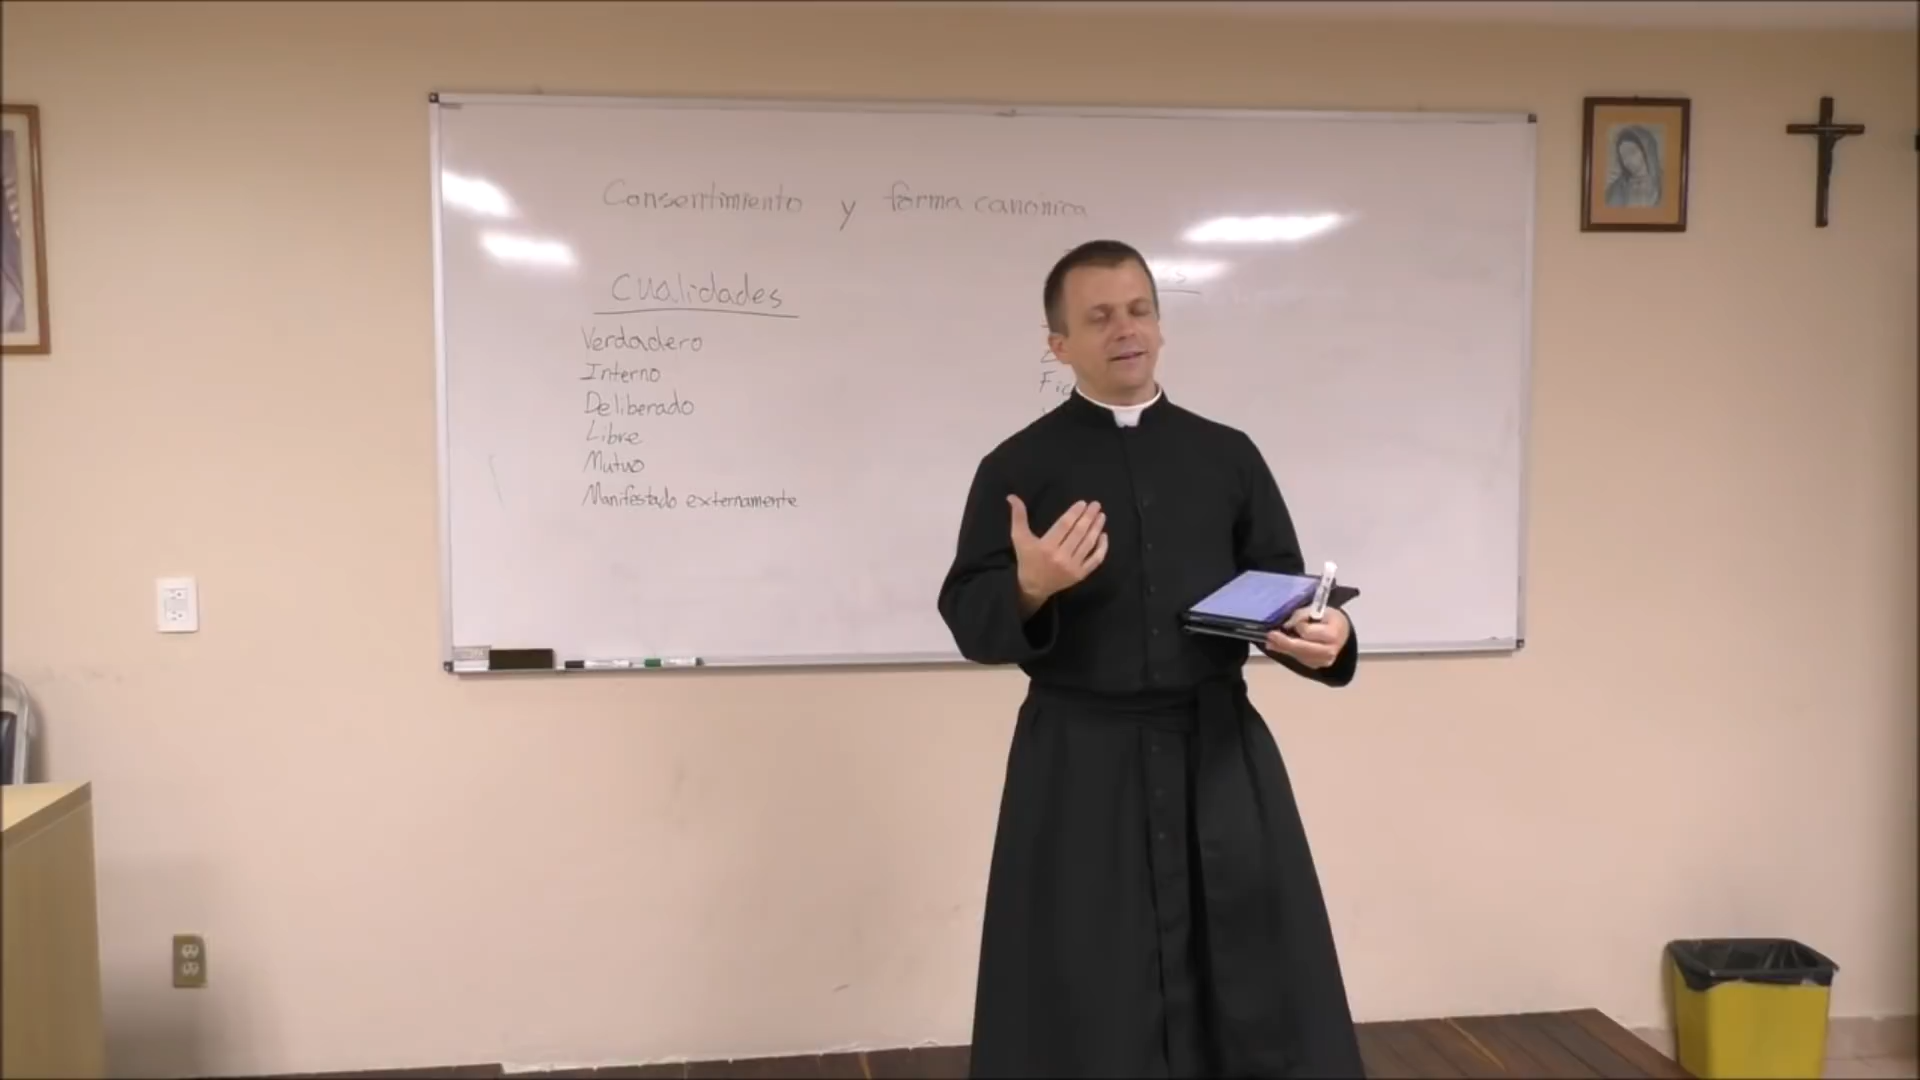 Consentimiento y forma canonica
Cualidades
Verdadero
Interno
Deliberado
Libre
Mutuo
Manifestado externamente